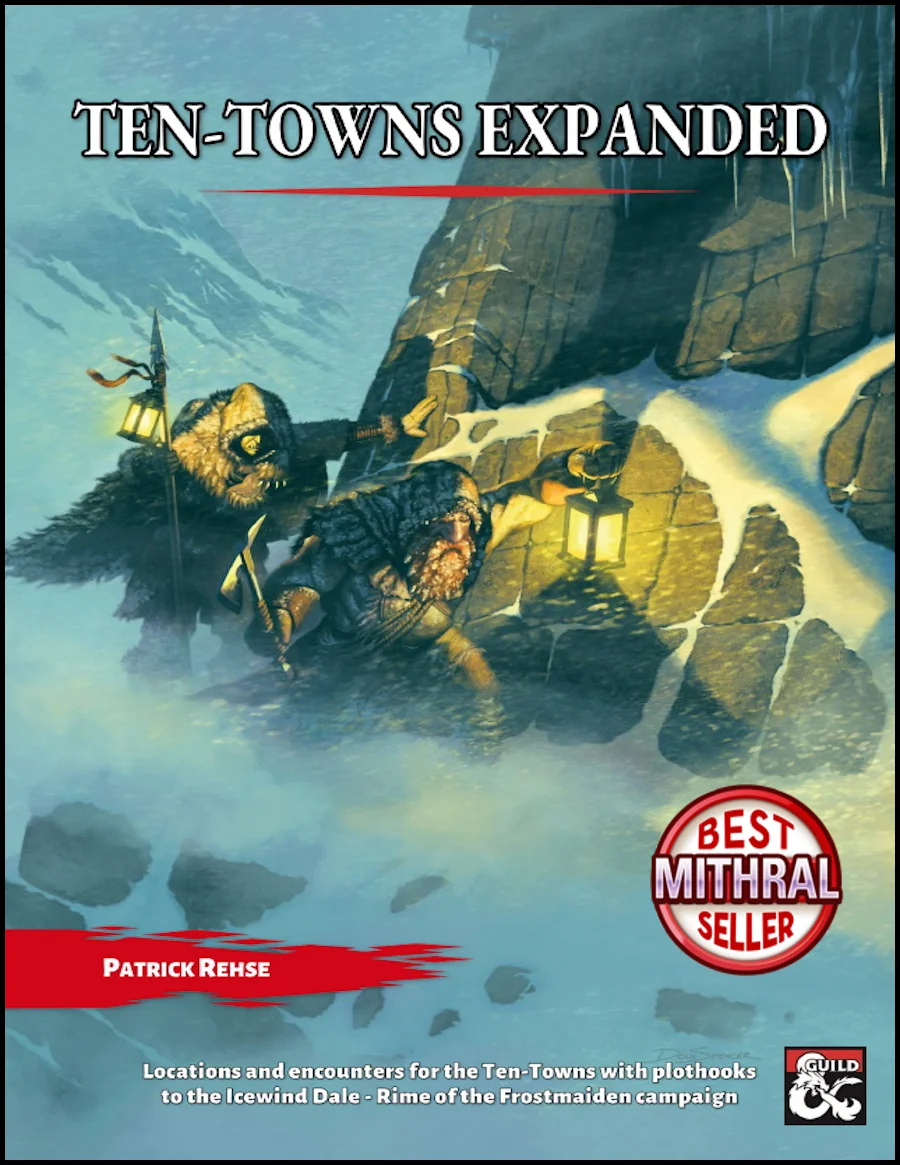 TEN-TOWNS EXPANDED
BEST
MITHRAL
SELLER
PATRICK REHSE
Locations and encounters for the Ten-Towns with plothooks
to the Icewind Dale - Rime of the Frostmaiden campaign
GUILD